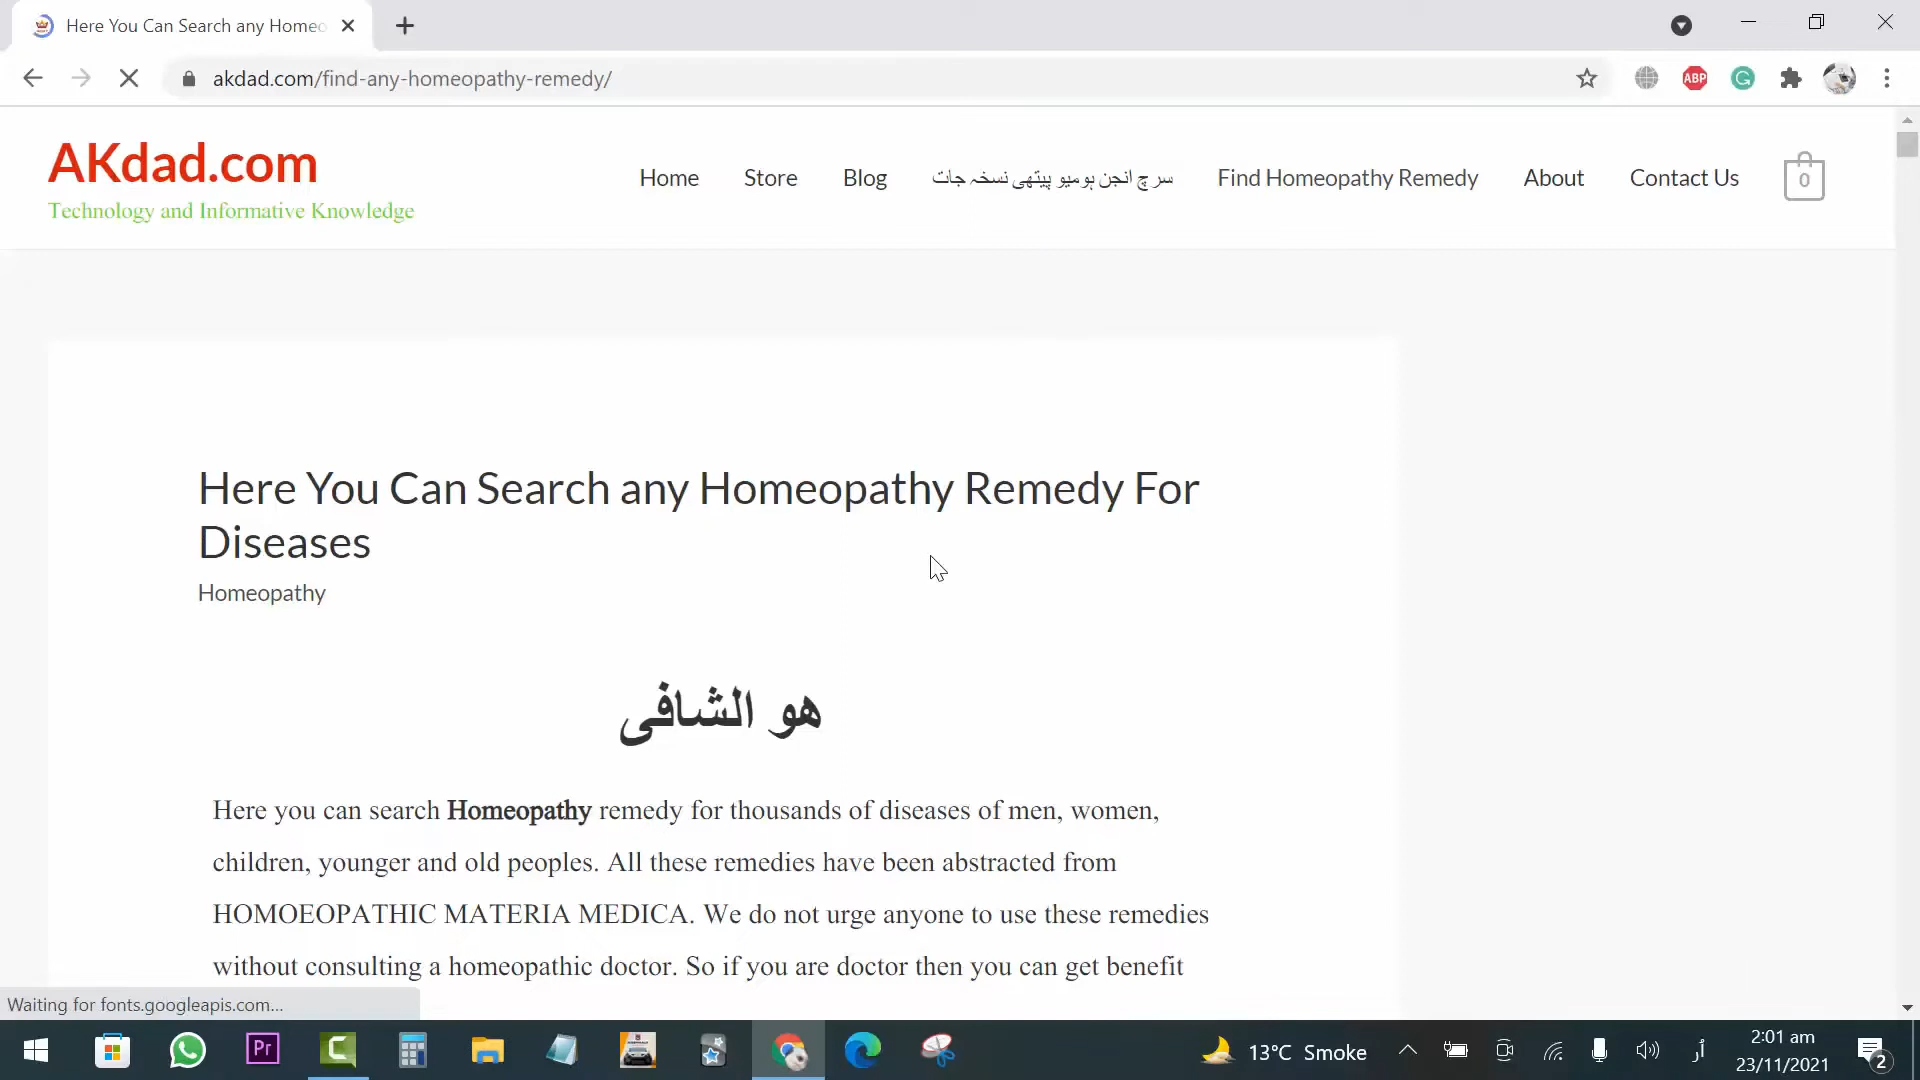 Here You Can Search any Homeo
akdad.com/find-any-homeopathy-remedy/
ABP
AKdad.com
Technology and Informative Knowledge
Home
Store
Blog
سرچ انجن ہومیو پیتھی نسخہ جات
Find Homeopathy Remedy
About
Contact Us
0
Here You Can Search any Homeopathy Remedy For
Diseases
Homeopathy
هو الشافی
Here you can search Homeopathy remedy for thousands of diseases of men, women,
children, younger and old peoples. All these remedies have been abstracted from
HOMOEOPATHIC MATERIA MEDICA. We do not urge anyone to use these remedies
without consulting a homeopathic doctor. So if you are doctor then you can get benefit
Waiting for fonts.googleapis.com...
Pr
13°C Smoke
أر
2:01 am
23/11/2021
2